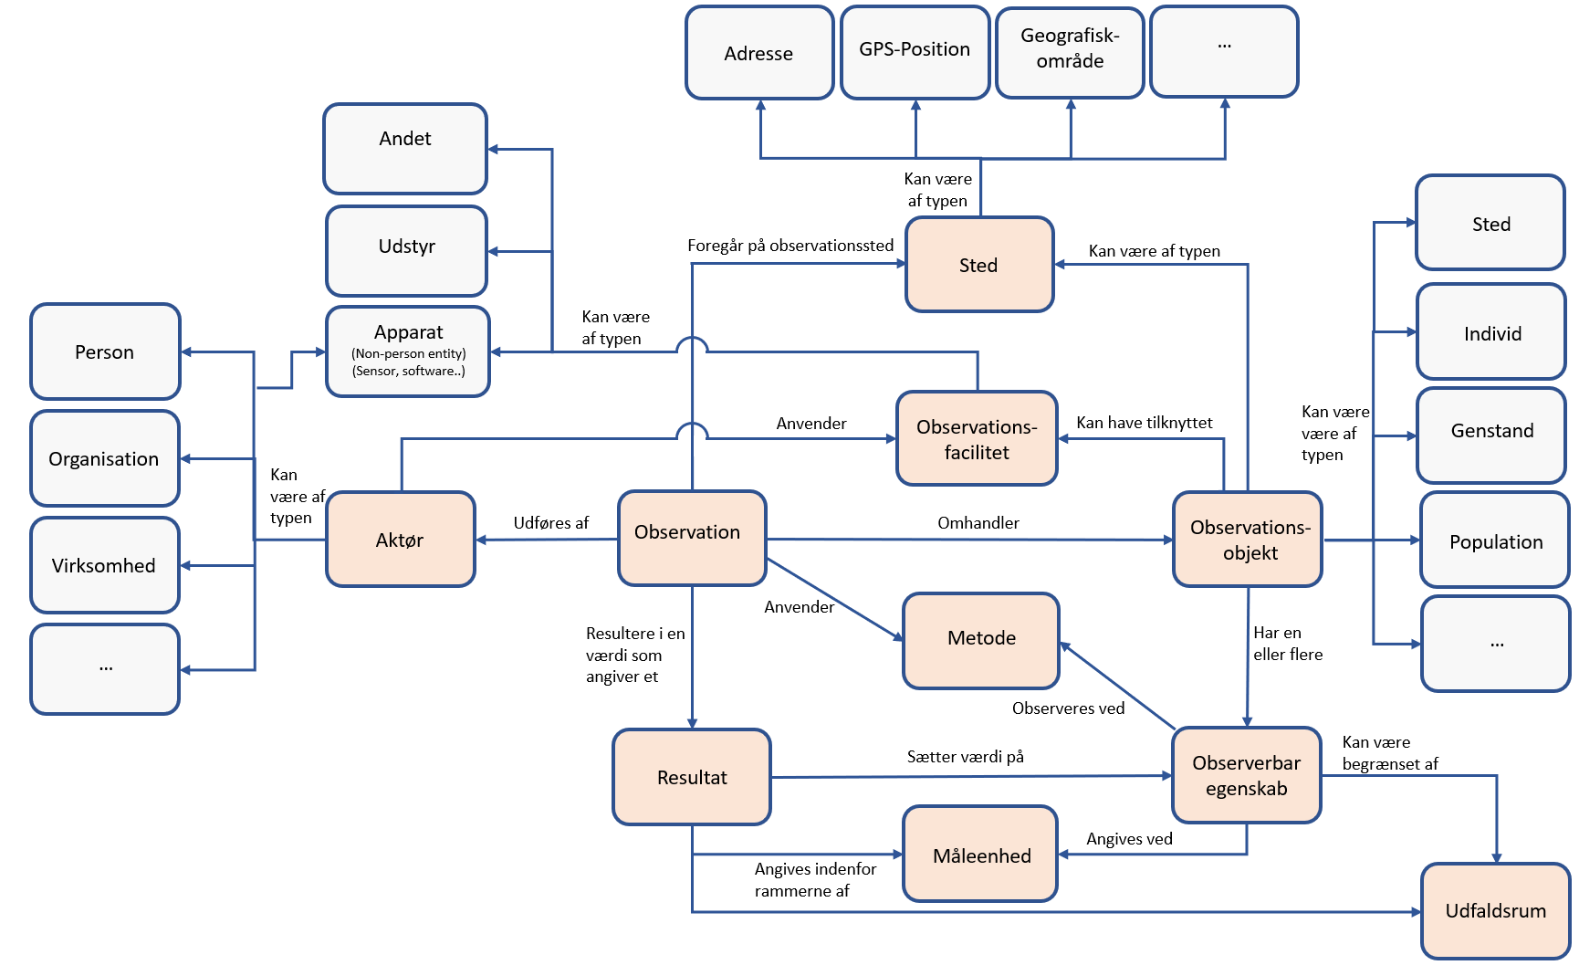 Adresse
GPS-Position
Geografisk-
område
...
Andet
Kan være
af typen
Sted
Udstyr
Foregår på observationssted
Sted
Kan være af typen
Person
Apparat
(Non-person entity)
(Sensor, software..)
Kan være
af typen
Individ
Organisation
Anvender
Observations-
facilitet
Kan have tilknyttet
Kan være
være af
typen
Genstand
Kan
være af
typen
Virksomhed
Aktør
Udføres af
Observation
Omhandler
Observations-
objekt
Population
...
Anvender
Metode
Resultere i en
værdi som
angiver et
Har en
eller flere
...
Observeres ved
Resultat
Sætter værdi på
Observerbar
egenskab
Kan være
begrænset af
Angives indenfor
rammerne af
Måleenhed
Angives ved
Udfaldsrum